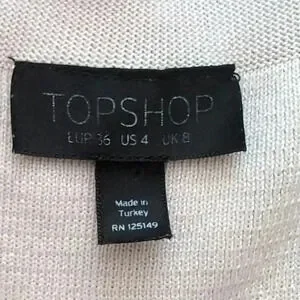 TOPSHOP
EUR 36 US 4 UK 8
Made in
Turkey
RN 125149